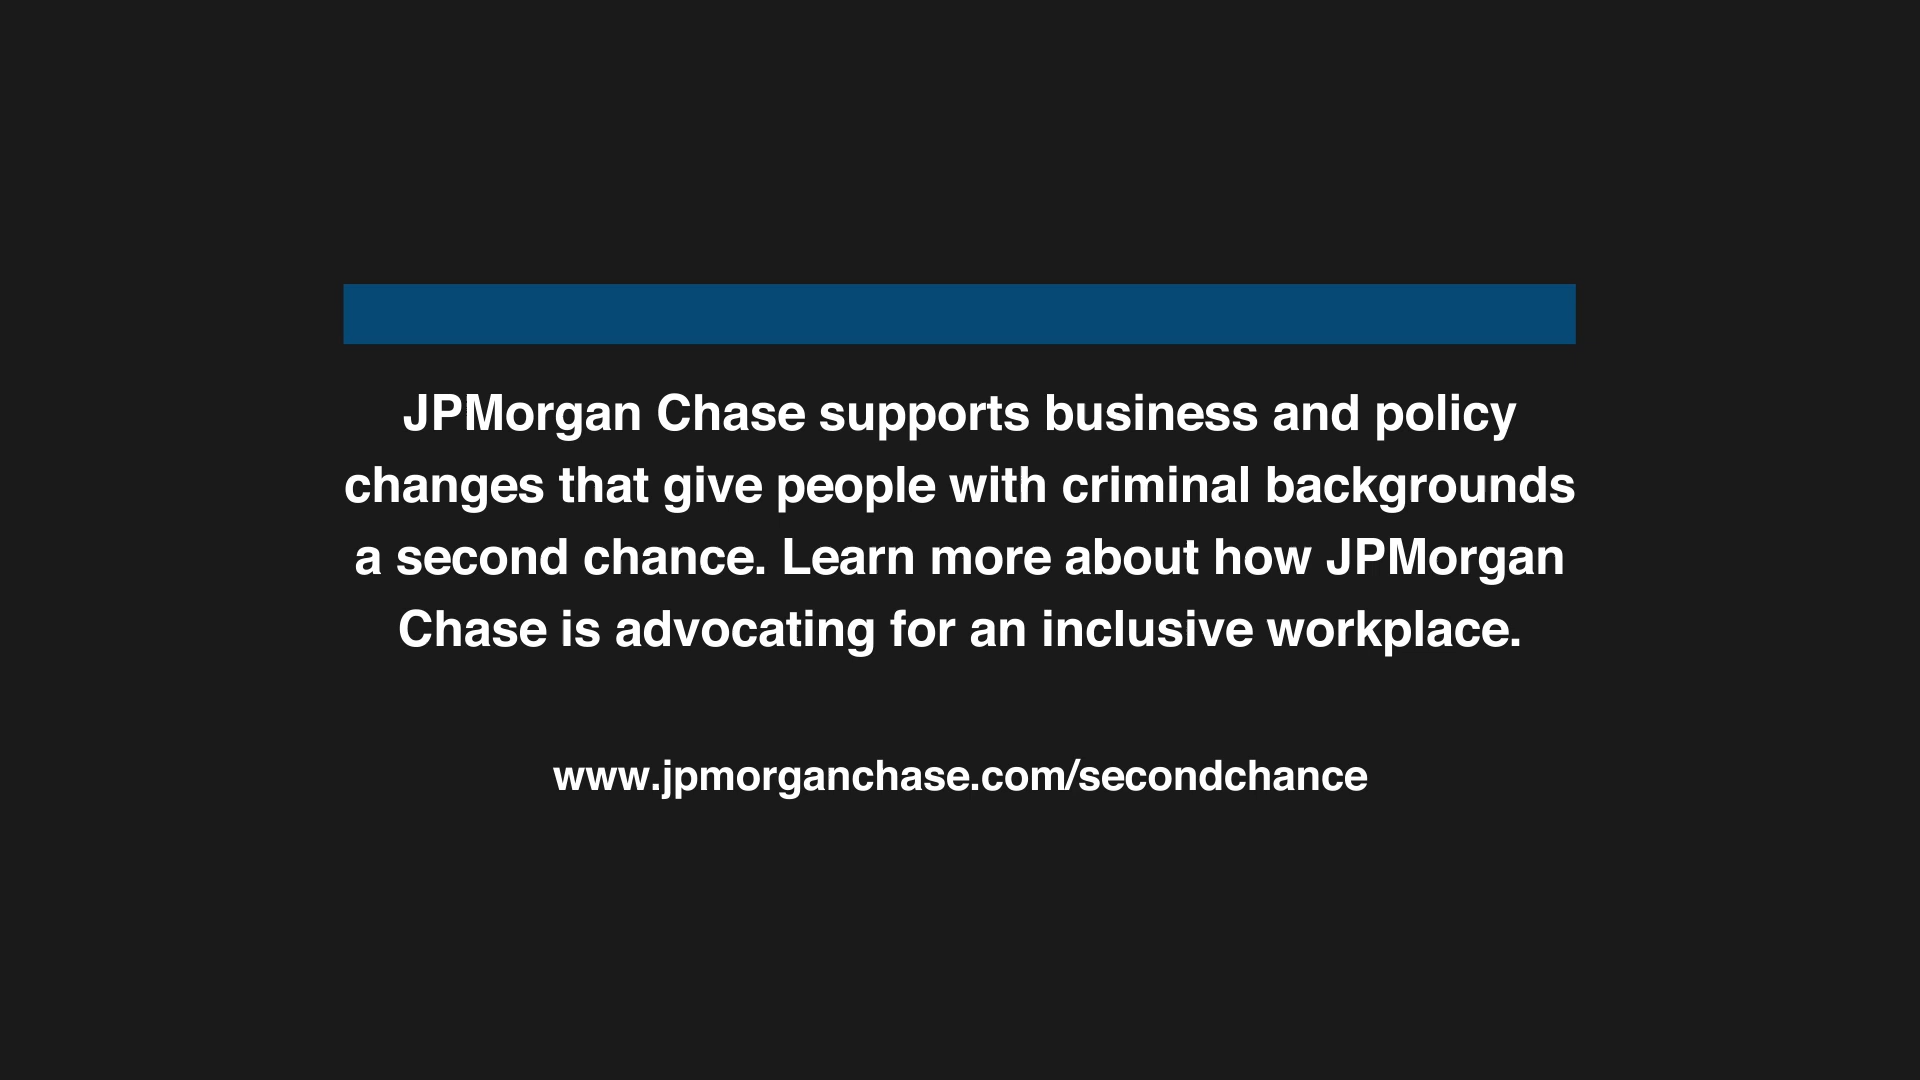 JPMorgan Chase supports business and policy
changes that give people with criminal backgrounds
a second chance. Learn more about how JPMorgan
Chase is advocating for an inclusive workplace.
www.jpmorganchase.com/secondchance